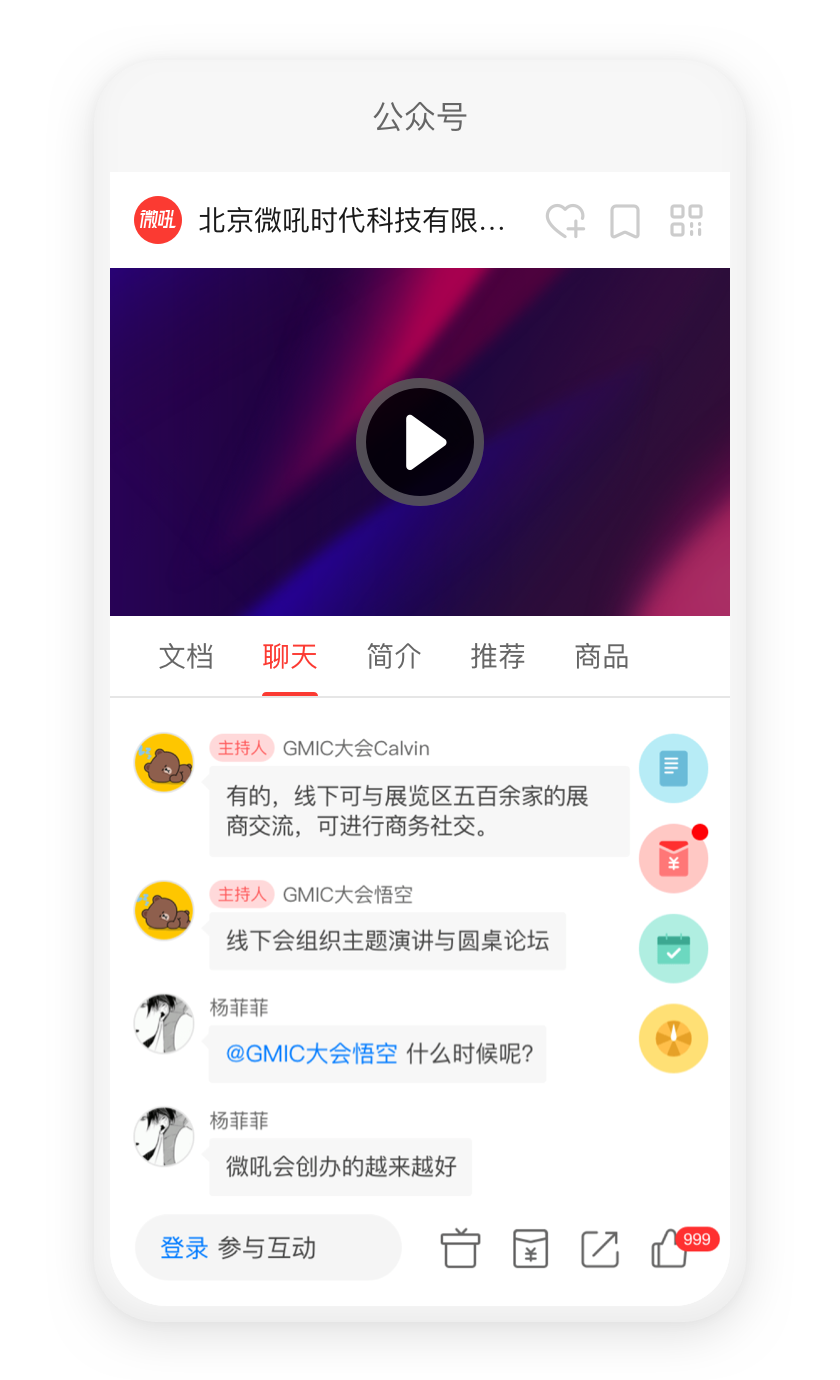 公众号
微吼
北京微吼时代科技有限...
文档 聊天 简介 推荐 商品
主持人 GMIC大会Calvin
有的，线下可与展览区五百余家的展
商交流，可进行商务社交。
主持人 GMIC大会悟空
线下会组织主题演讲与圆桌论坛
杨菲菲
@GMIC大会悟空 什么时候呢?
杨菲菲
微吼会创办的越来越好
登录 参与互动
¥
¥
999